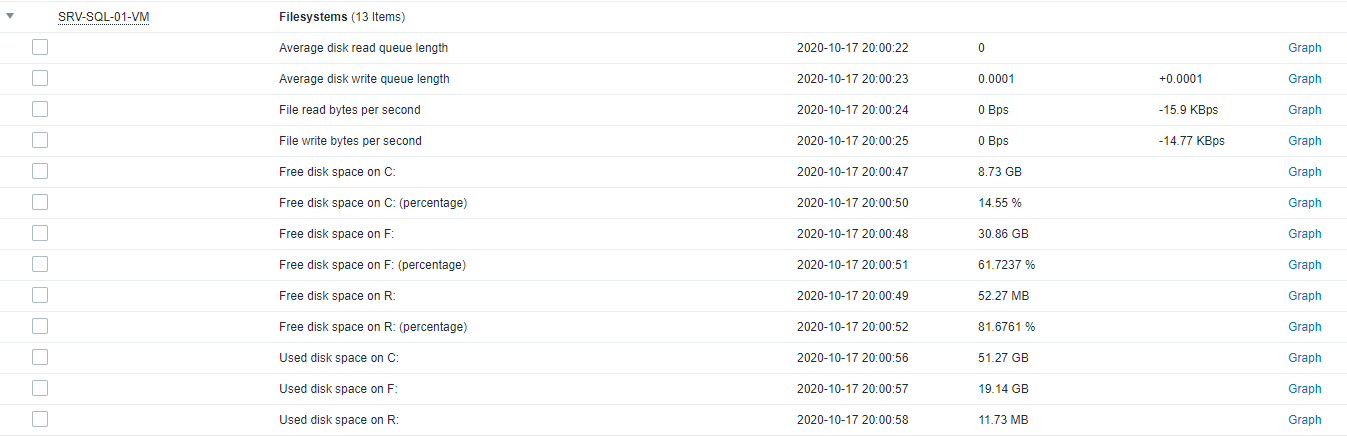 SRV-SQL-01-VM Filesystems (13 Items)
Average disk read queue length 2020-10-17 20:00:22 0 Graph
Average disk write queue length 2020-10-17 20:00:23 0.0001 +0.0001 Graph
File read bytes per second 2020-10-17 20:00:24 0 Bps -15.9 KBps Graph
File write bytes per second 2020-10-17 20:00:25 0 Bps -14.77 KBps Graph
Free disk space on C: 2020-10-17 20:00:47 8.73 GB Graph
Free disk space on C: (percentage) 2020-10-17 20:00:50 14.55 % Graph
Free disk space on F: 2020-10-17 20:00:48 30.86 GB Graph
Free disk space on F: (percentage) 2020-10-17 20:00:51 61.7237 % Graph
Free disk space on R: 2020-10-17 20:00:49 52.27 MB Graph
Free disk space on R: (percentage) 2020-10-17 20:00:52 81.6761 % Graph
Used disk space on C: 2020-10-17 20:00:56 51.27 GB Graph
Used disk space on F: 2020-10-17 20:00:57 19.14 GB Graph
Used disk space on R: 2020-10-17 20:00:58 11.73 MB Graph